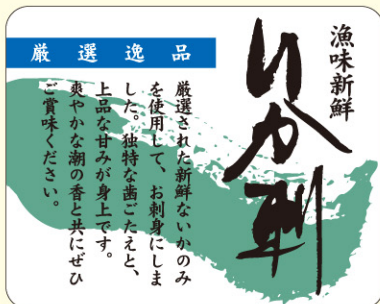 漁味新鮮
いか刺
厳選逸品
厳選された新鮮ないかのみ
を使用して、お刺身にしま
した。独特な歯ごたえと、
上品な甘みが身上です。
爽やかな潮の香と共にぜひ
ご賞味ください。